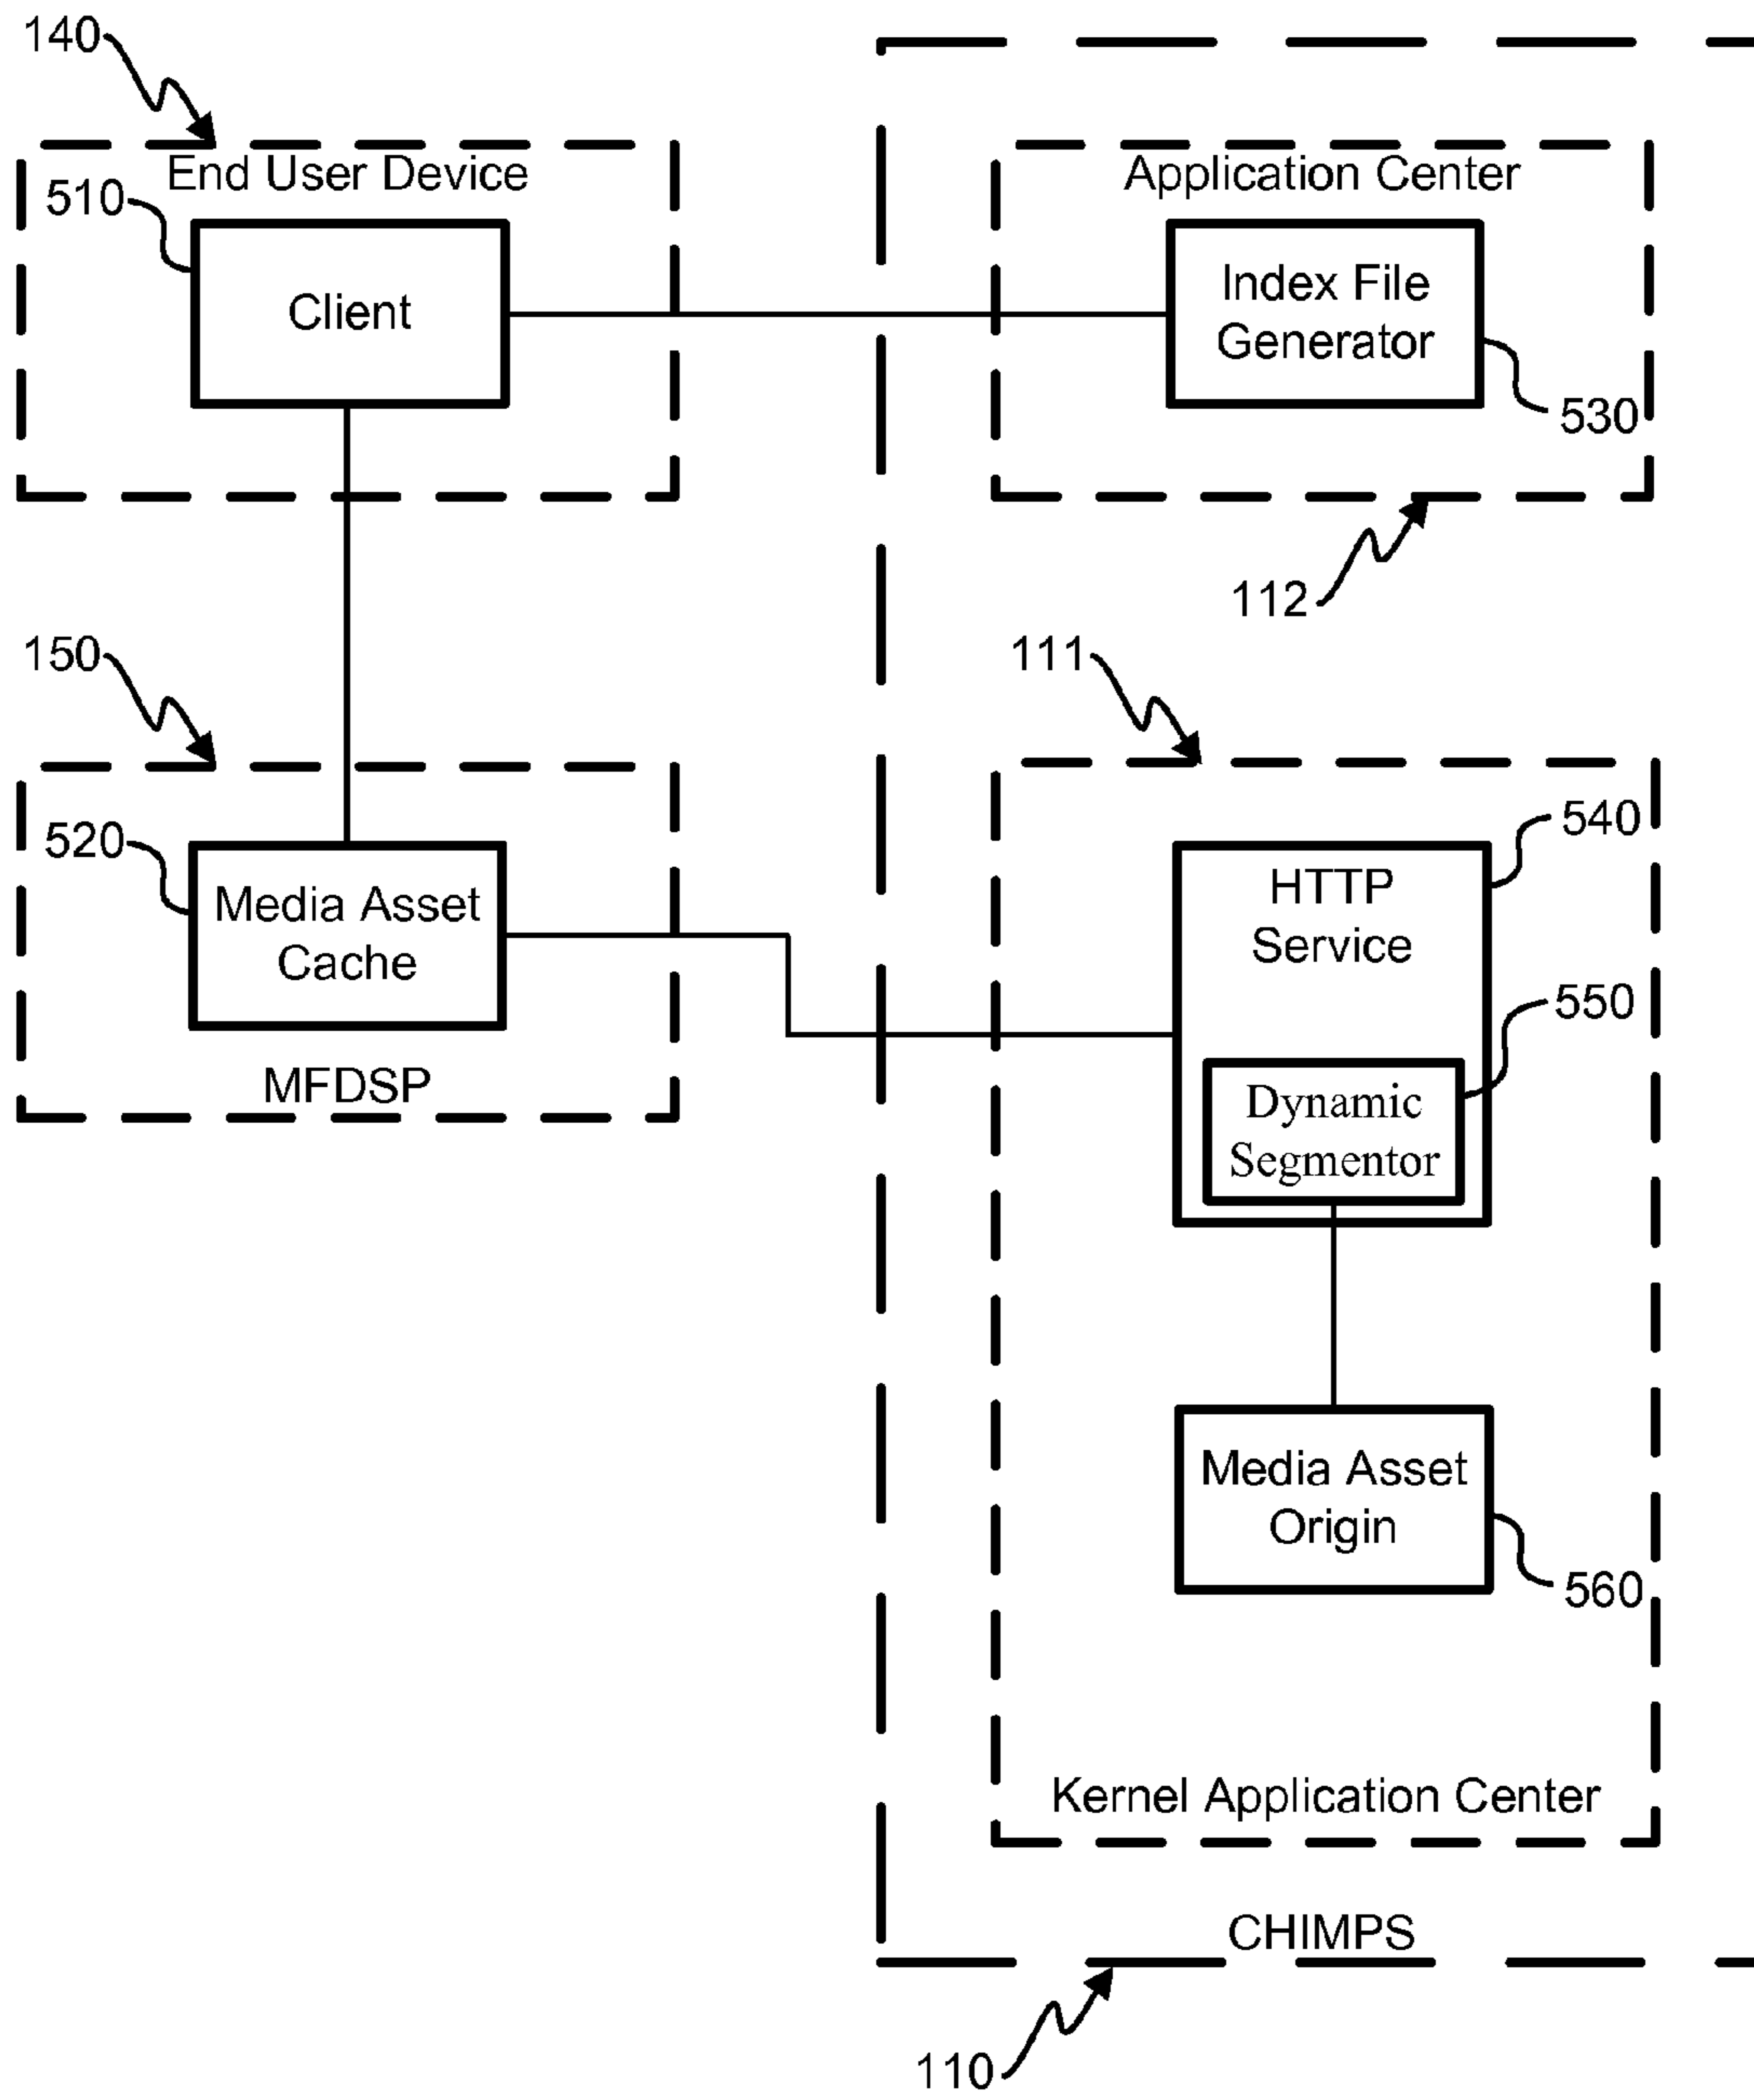 140
End User Device
510
Client
Application Center
Index File
Generator
530
112
150
520
Media Asset
Cache
MFDSP
111
540
HTTP
Service
550
Dynamic
Segmentor
Media Asset
Origin
560
Kernel Application Center
CHIMPS
110